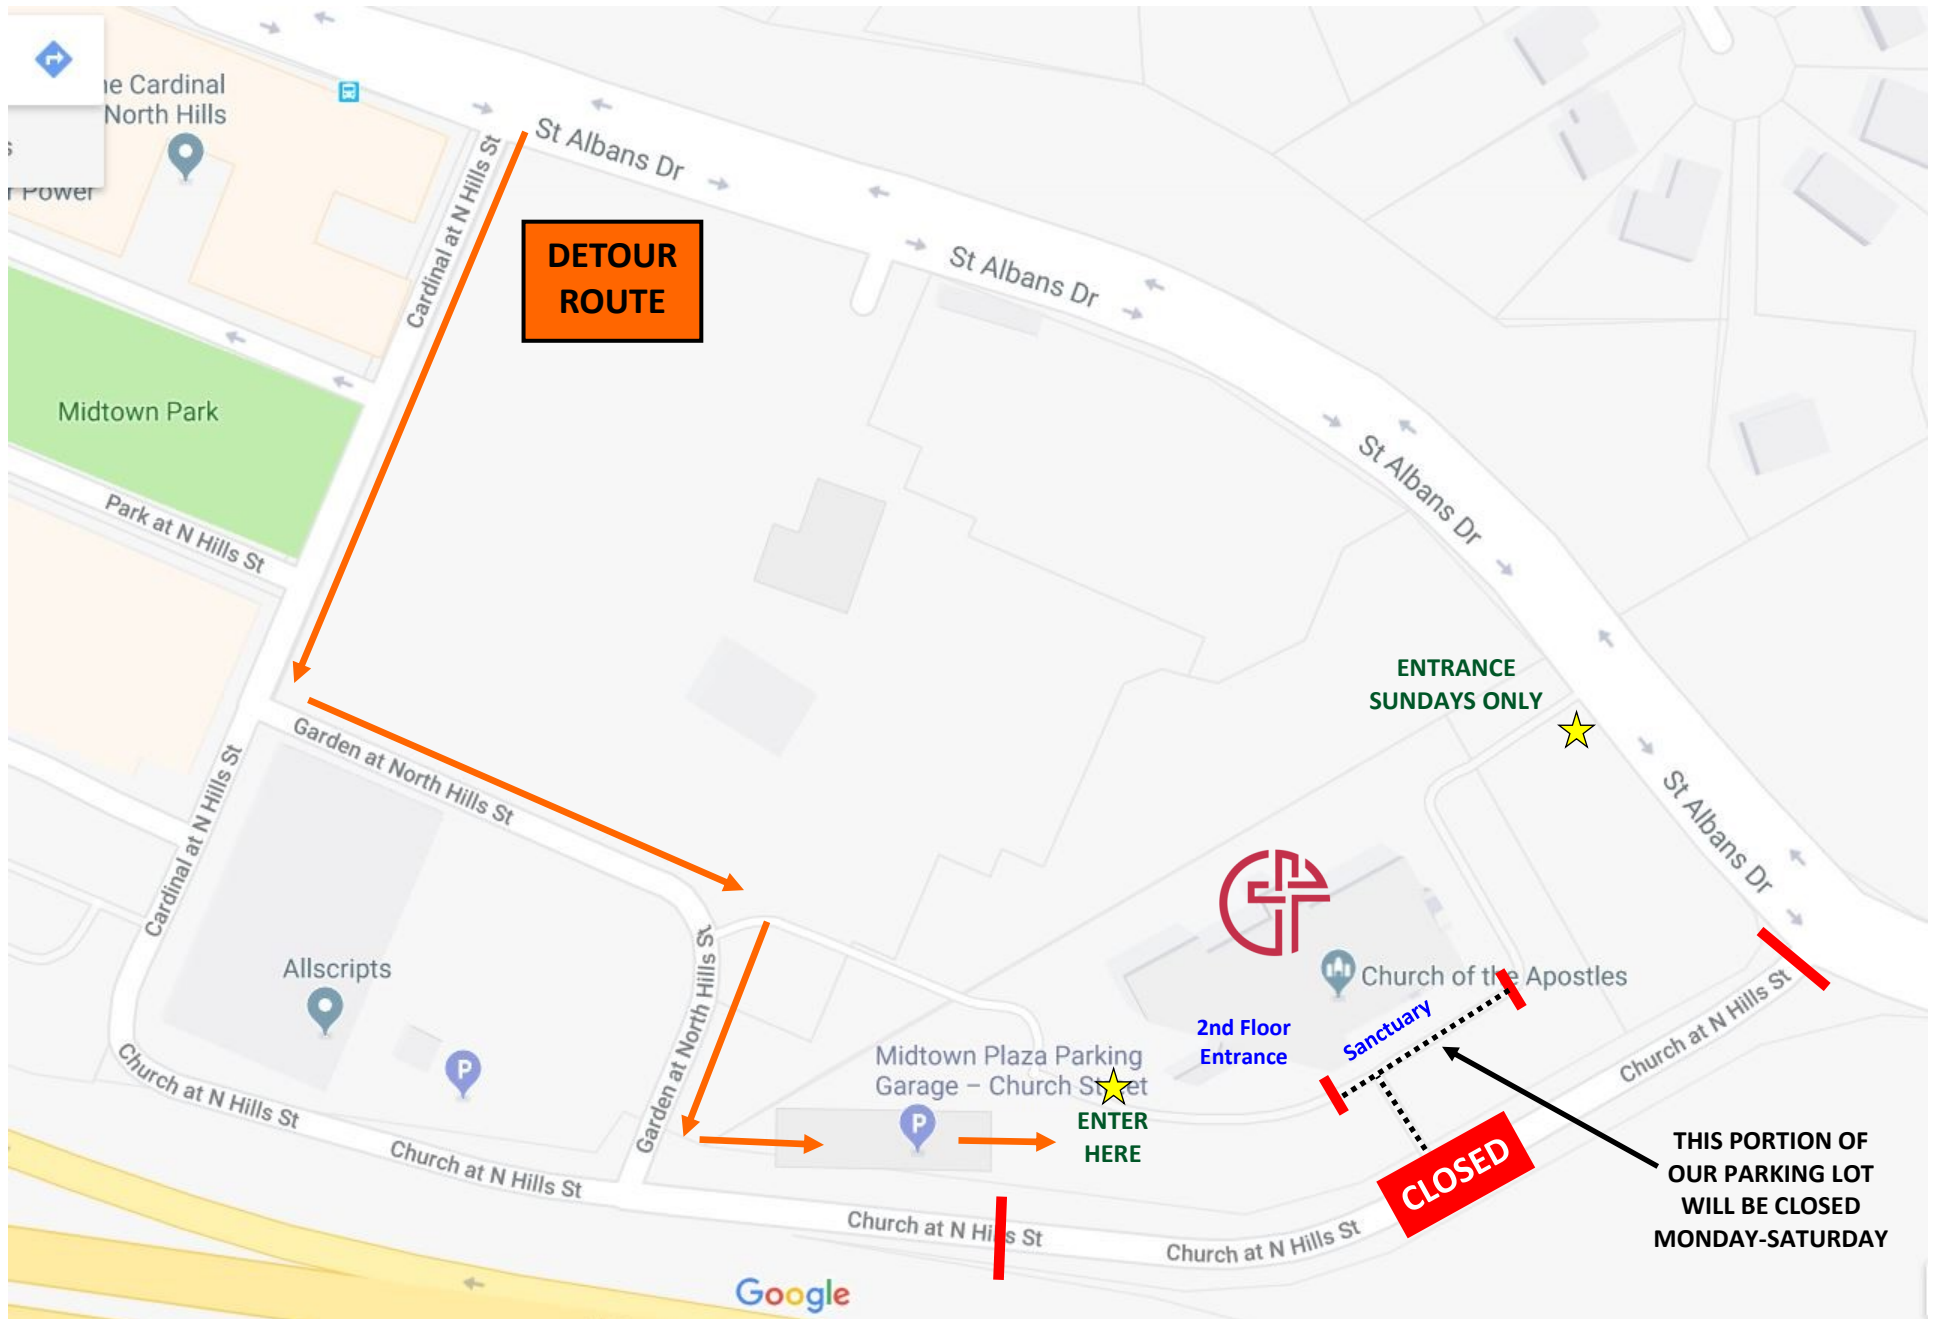 he Cardinal
North Hills
s
r Power
St Albans Dr
Cardinal at N Hills St
DETOUR
ROUTE
St Albans Dr
Midtown Park
St Albans Dr
Park at N Hills St
ENTRANCE
SUNDAYS ONLY
Garden at North Hills St
Cardinal at N Hills St
St Albans Dr
Allscripts
Garden at North Hills St
Church of the Apostles
Church at N Hills St
2nd Floor
Entrance
Sanctuary
Midtown Plaza Parking
Garage – Church Street
P
P
Church at N Hills St
ENTER
HERE
Church at N Hills St
CLOSED
THIS PORTION OF
OUR PARKING LOT
WILL BE CLOSED
MONDAY-SATURDAY
Church at N Hills St
Church at N Hills St
Google